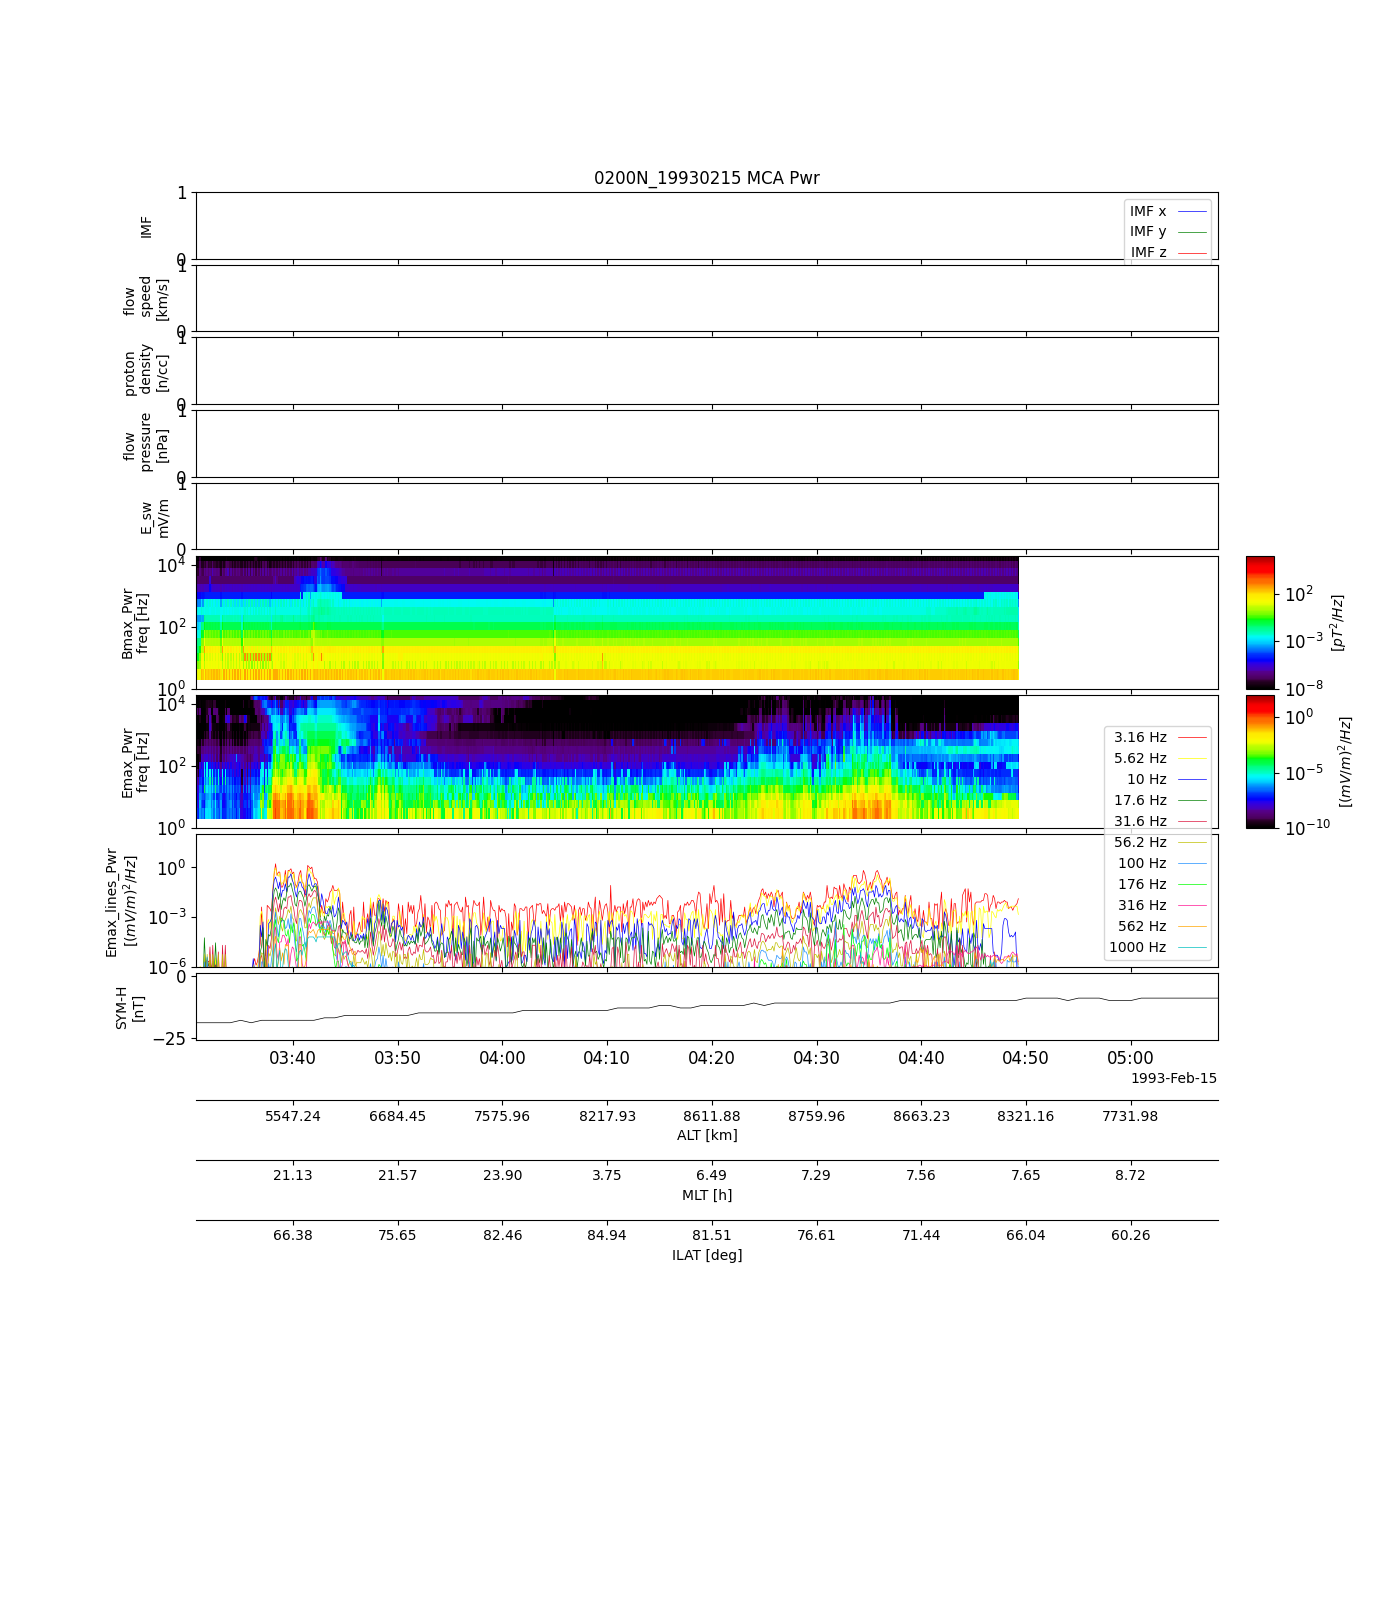 0200N_19930215 MCA Pwr
1
IMF
0
IMF x
IMF y
IMF z
1
flow
speed
[km/s]
0
1
proton
density
[n/cc]
0
1
flow
pressure
[nPa]
0
1
E_sw
mV/m
0
10^4
10^2
10^0
Bmax_Pwr
freq [Hz]
10^2
10^-3
10^-8
[pT^2/Hz]
10^4
10^2
10^0
Emax_Pwr
freq [Hz]
10^0
10^-5
10^-10
[(mV/m)^2/Hz]
3.16 Hz
5.62 Hz
10 Hz
17.6 Hz
31.6 Hz
56.2 Hz
100 Hz
176 Hz
316 Hz
562 Hz
1000 Hz
10^0
10^-3
10^-6
Emax_lines_Pwr
[(mV/m)^2/Hz]
0
−25
SYM-H
[nT]
03:40 03:50 04:00 04:10 04:20 04:30 04:40 04:50 05:00
1993-Feb-15
5547.24 6684.45 7575.96 8217.93 8611.88 8759.96 8663.23 8321.16 7731.98
ALT [km]
21.13 21.57 23.90 3.75 6.49 7.29 7.56 7.65 8.72
MLT [h]
66.38 75.65 82.46 84.94 81.51 76.61 71.44 66.04 60.26
ILAT [deg]